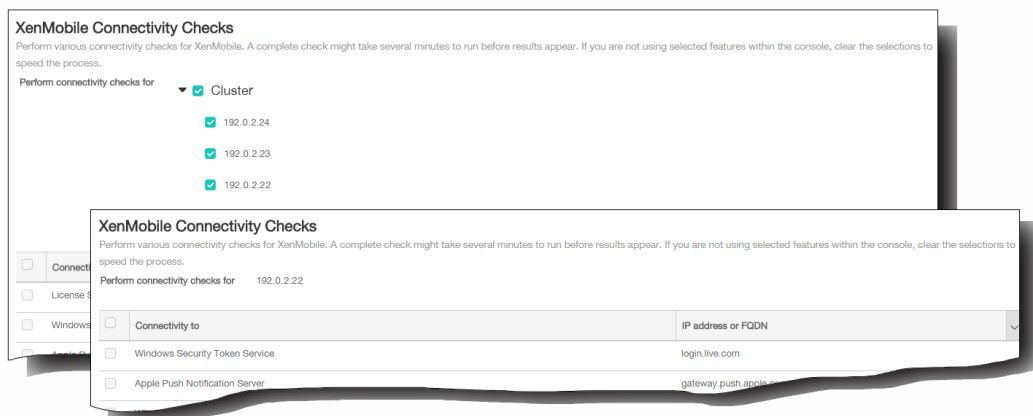 XenMobile Connectivity Checks
Perform various connectivity checks for XenMobile. A complete check might take several minutes to run before results appear. If you are not using selected features within the console, clear the selections to
speed the process.
Perform connectivity checks for
Cluster
192.0.2.24
192.0.2.23
192.0.2.22
Connecti
License S
Windows
XenMobile Connectivity Checks
Perform various connectivity checks for XenMobile. A complete check might take several minutes to run before results appear. If you are not using selected features within the console, clear the selections to
speed the process.
Perform connectivity checks for 192.0.2.22
Connectivity to IP address or FQDN
Windows Security Token Service login.live.com
Apple Push Notification Server gateway.push.apple